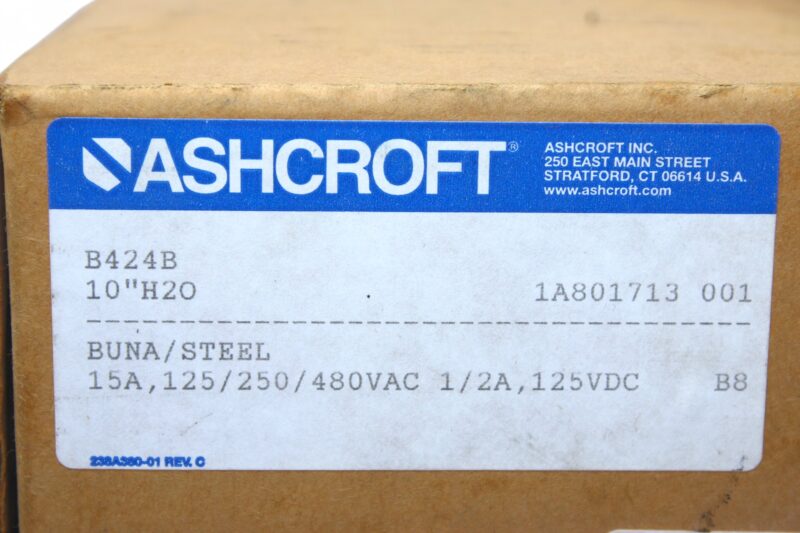 ASHCROFT®
ASHCROFT INC.
250 EAST MAIN STREET
STRATFORD, CT 06614 U.S.A.
www.ashcroft.com
B424B
10"H2O 1A801713 001
BUNA/STEEL
15A,125/250/480VAC 1/2A,125VDC B8
238A360-01 REV. C